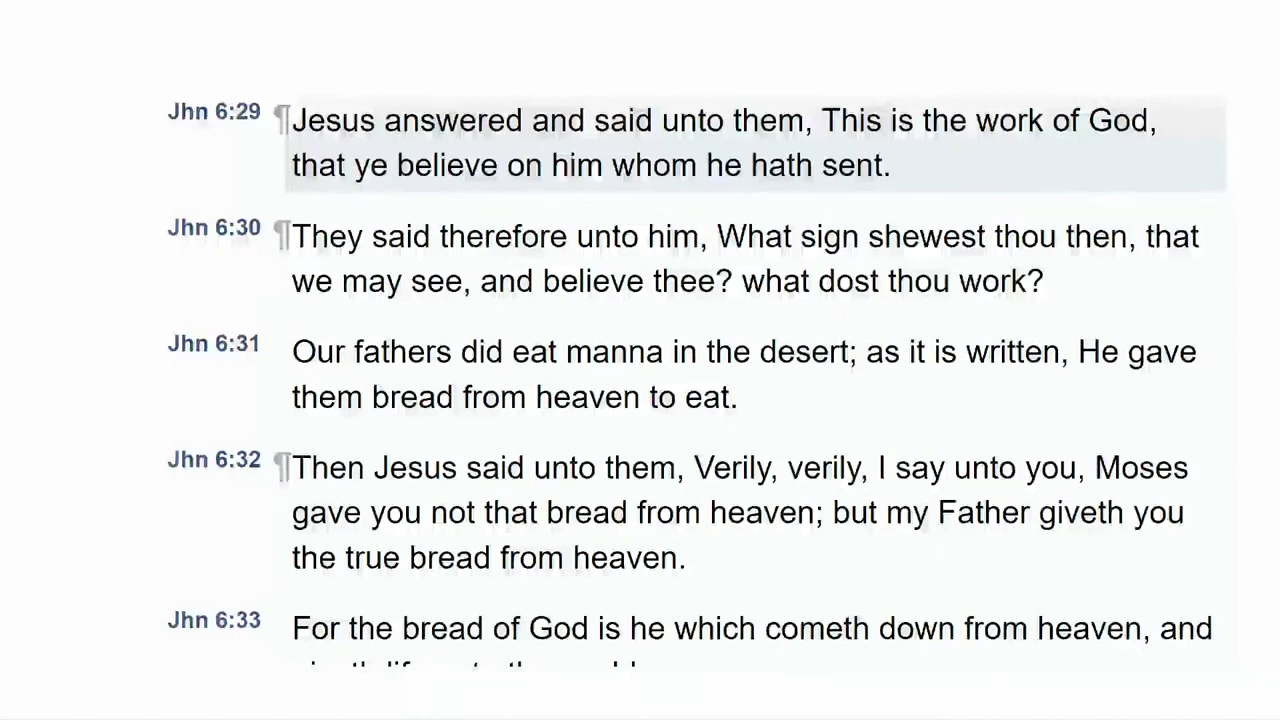 Jhn 6:29 ¶Jesus answered and said unto them, This is the work of God,
that ye believe on him whom he hath sent.
Jhn 6:30 ¶They said therefore unto him, What sign shewest thou then, that
we may see, and believe thee? what dost thou work?
Jhn 6:31 Our fathers did eat manna in the desert; as it is written, He gave
them bread from heaven to eat.
Jhn 6:32 ¶Then Jesus said unto them, Verily, verily, I say unto you, Moses
gave you not that bread from heaven; but my Father giveth you
the true bread from heaven.
Jhn 6:33 For the bread of God is he which cometh down from heaven, and